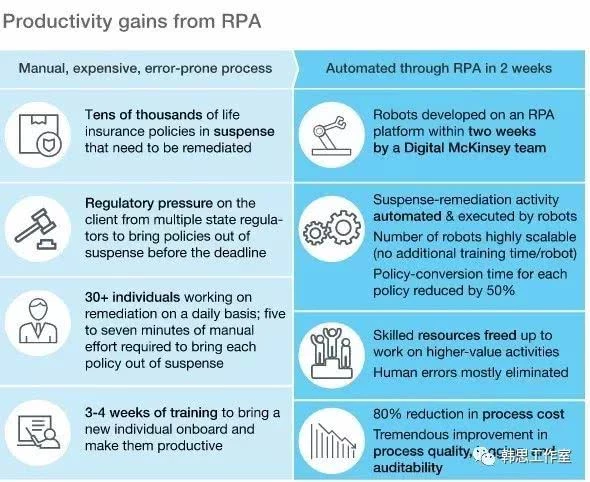 Productivity gains from RPA
Manual, expensive, error-prone process
Tens of thousands of life
insurance policies in suspense
that need to be remediated
Regulatory pressure on the
client from multiple state regula-
tors to bring policies out of
suspense before the deadline
30+ individuals working on
remediation on a daily basis; five
to seven minutes of manual
effort required to bring each
policy out of suspense
3-4 weeks of training to bring a
new individual onboard and
make them productive
Automated through RPA in 2 weeks
Robots developed on an RPA
platform within two weeks
by a Digital McKinsey team
Suspense-remediation activity
automated & executed by robots
Number of robots highly scalable
(no additional training time/robot)
Policy-conversion time for each
policy reduced by 50%
Skilled resources freed up to
work on higher-value activities
Human errors mostly eliminated
80% reduction in process cost
Tremendous improvement in
process quality, and
auditability
韩思工作室